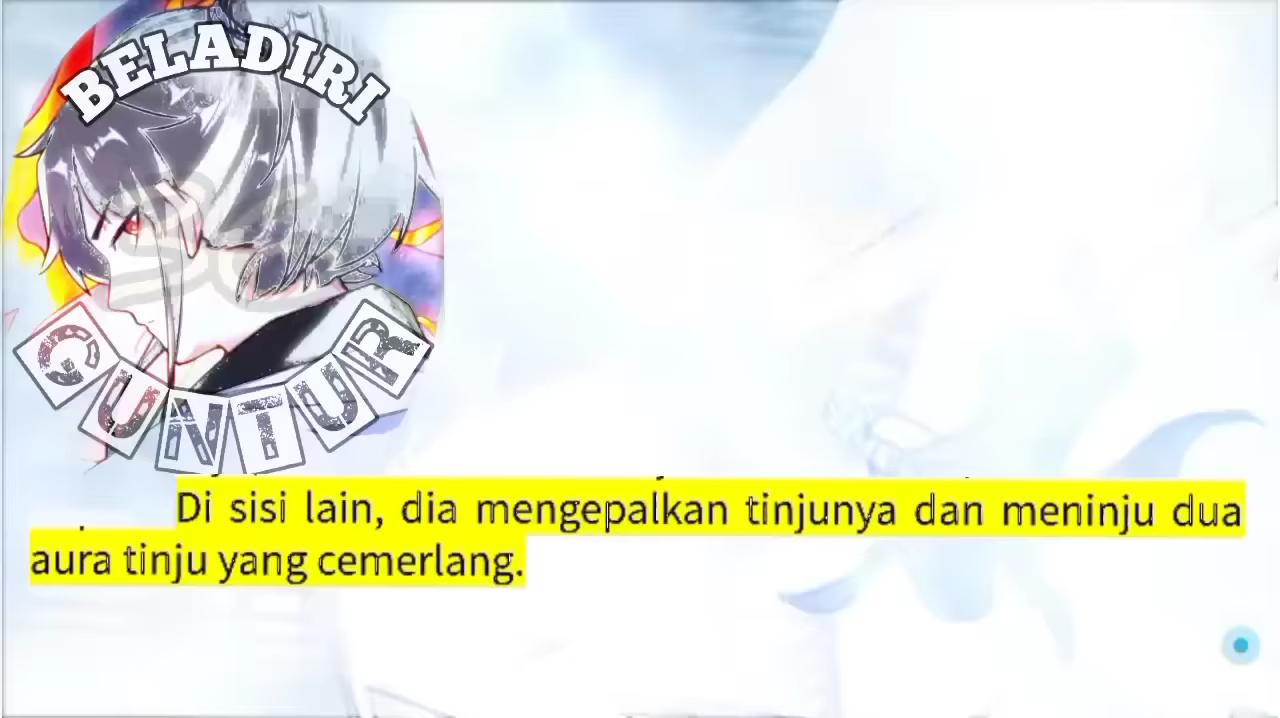 BELADIRI
GUNTUR
Di sisi lain, dia mengepalkan tinjunya dan meninju dua
aura tinju yang cemerlang.